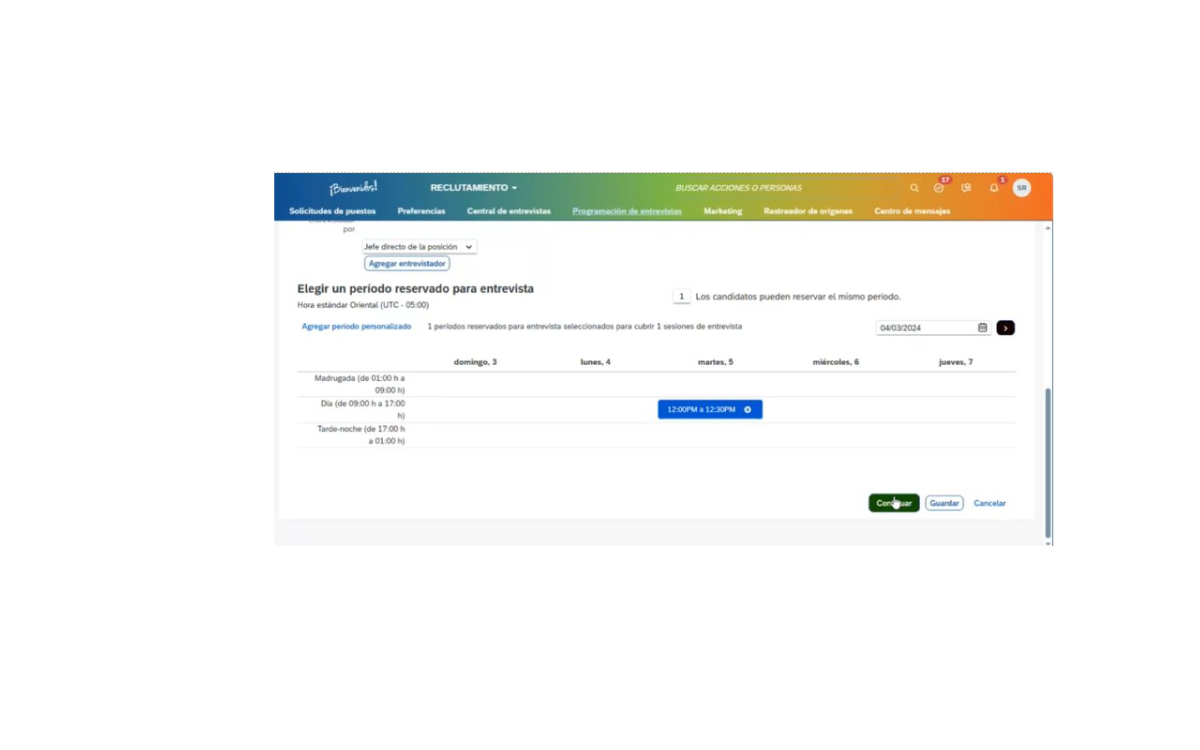 ¡Bienvenid@s!
RECLUTAMIENTO
BUSCAR ACCIONES O PERSONAS
17
1
SR
Solicitudes de puestos
Preferencias
Central de entrevistas
Programación de entrevistas
Marketing
Rastreador de orígenes
Centro de mensajes
por
Jefe directo de la posición
Agregar entrevistador
Elegir un período reservado para entrevista
Hora estándar Oriental (UTC - 05:00)
1 Los candidatos pueden reservar el mismo período.
Agregar período personalizado
1 períodos reservados para entrevista seleccionados para cubrir 1 sesiones de entrevista
04/03/2024
domingo, 3
lunes, 4
martes, 5
miércoles, 6
jueves, 7
Madrugada (de 01:00 h a
09:00 h)
Día (de 09:00 h a 17:00
h)
12:00PM a 12:30PM
Tarde-noche (de 17:00 h
a 01:00 h)
Continuar
Guardar
Cancelar